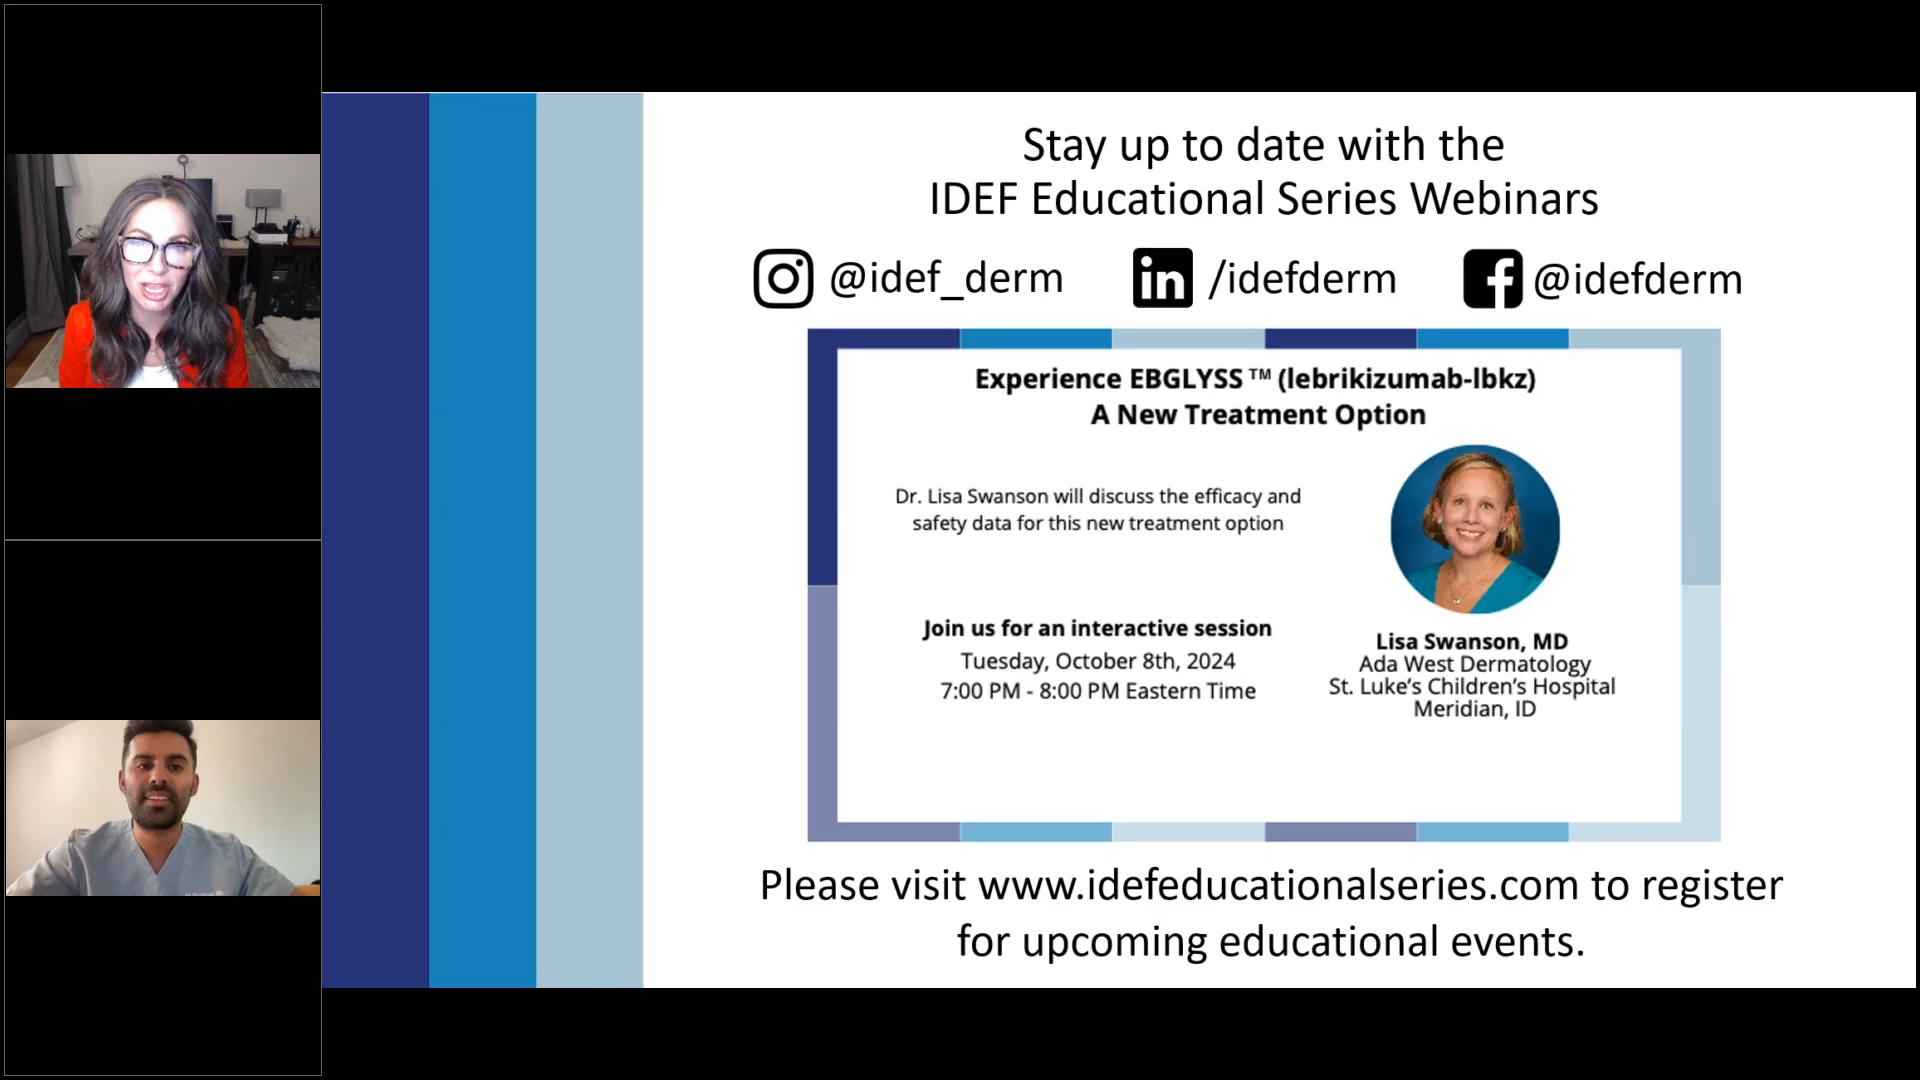 Stay up to date with the
IDEF Educational Series Webinars
@idef_derm
in /idefderm
f @idefderm
Experience EBGLYSS™ (lebrikizumab-lbkz)
A New Treatment Option
Dr. Lisa Swanson will discuss the efficacy and
safety data for this new treatment option
Join us for an interactive session
Tuesday, October 8th, 2024
7:00 PM - 8:00 PM Eastern Time
Lisa Swanson, MD
Ada West Dermatology
St. Luke’s Children’s Hospital
Meridian, ID
Please visit www.idefeducationalseries.com to register
for upcoming educational events.